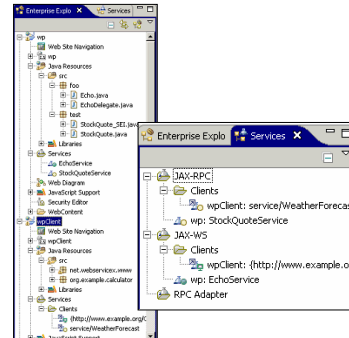 Enterprise Explo
Services
wp
Web Site Navigation
wp
Java Resources
src
foo
Echo.java
EchoDelegate.java
test
StockQuote_SEI.java
StockQuote.java
Libraries
Services
EchoService
StockQuoteService
Web Diagram
JavaScript Support
Security Editor
WebContent
wpClient
Web Site Navigation
wpClient
Java Resources
src
net.webservicex.www
org.example.calculator
Libraries
Services
Clients
{http://www.example.org/C
service/WeatherForecast
JavaScript Support
Enterprise Explo
Services
JAX-RPC
Clients
wpClient: service/WeatherForecas
wp: StockQuoteService
JAX-WS
Clients
wpClient: {http://www.example.o
wp: EchoService
RPC Adapter